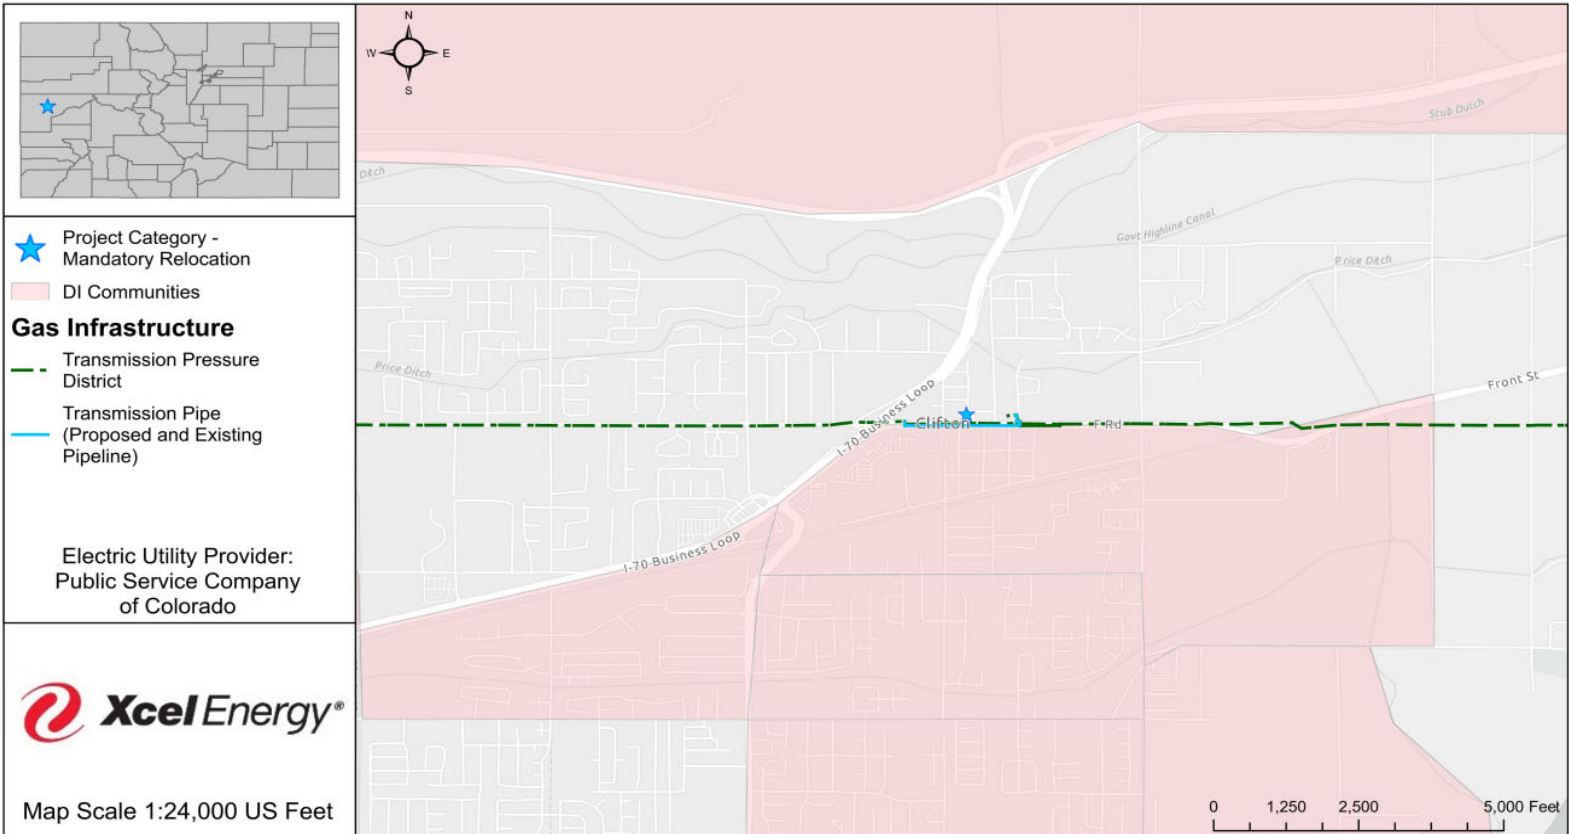 N
W
E
S
Project Category -
Mandatory Relocation
DI Communities
Gas Infrastructure
Transmission Pressure
District
Transmission Pipe
(Proposed and Existing
Pipeline)
Electric Utility Provider:
Public Service Company
of Colorado
Xcel Energy®
Map Scale 1:24,000 US Feet
Stub Dutch
Ditch
Govt Highline Canal
Price Ditch
Price Ditch
Front St
I-70 Business Loop
Clifton
F Rd
I-70 Business Loop
0 1,250 2,500 5,000 Feet